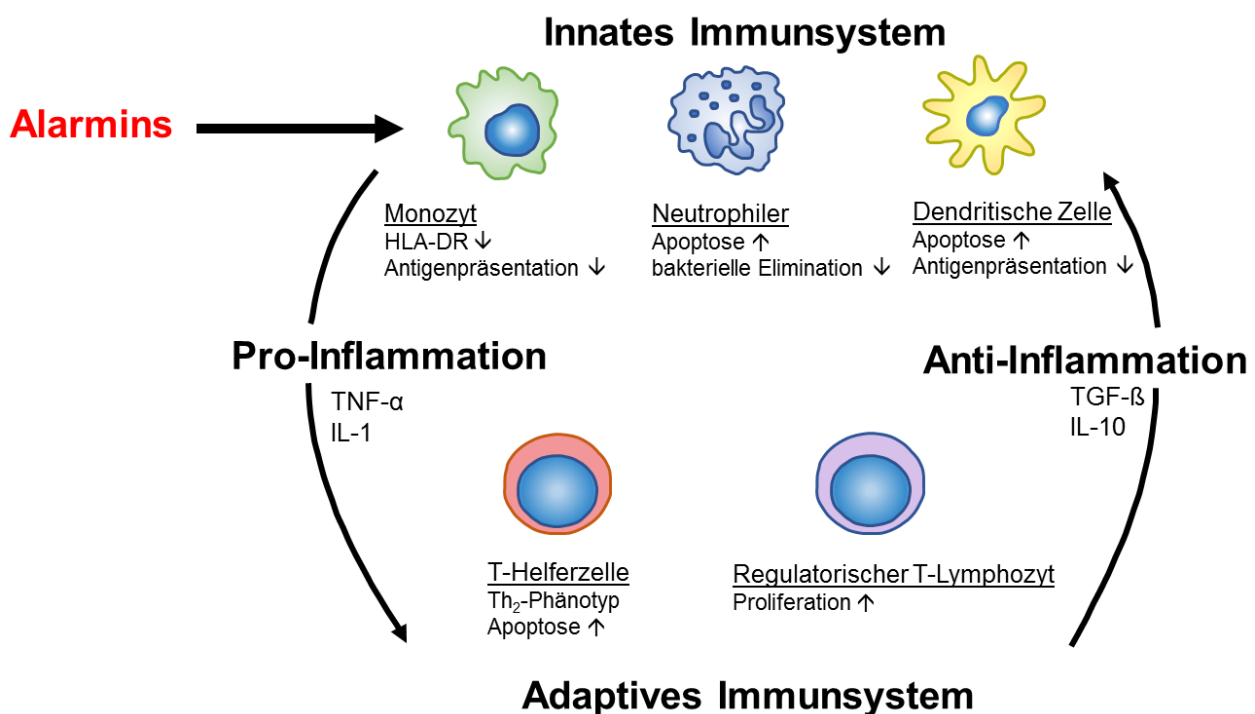 Innates Immunsystem
Alarmins
Monozyt
HLA-DR ↓
Antigenpräsentation ↓
Neutrophiler
Apoptose ↑
bakterielle Elimination ↓
Dendritische Zelle
Apoptose ↑
Antigenpräsentation ↓
Pro-Inflammation
TNF-α
IL-1
Anti-Inflammation
TGF-ß
IL-10
T-Helferzelle
Th₂-Phänotyp
Apoptose ↑
Regulatorischer T-Lymphozyt
Proliferation ↑
Adaptives Immunsystem